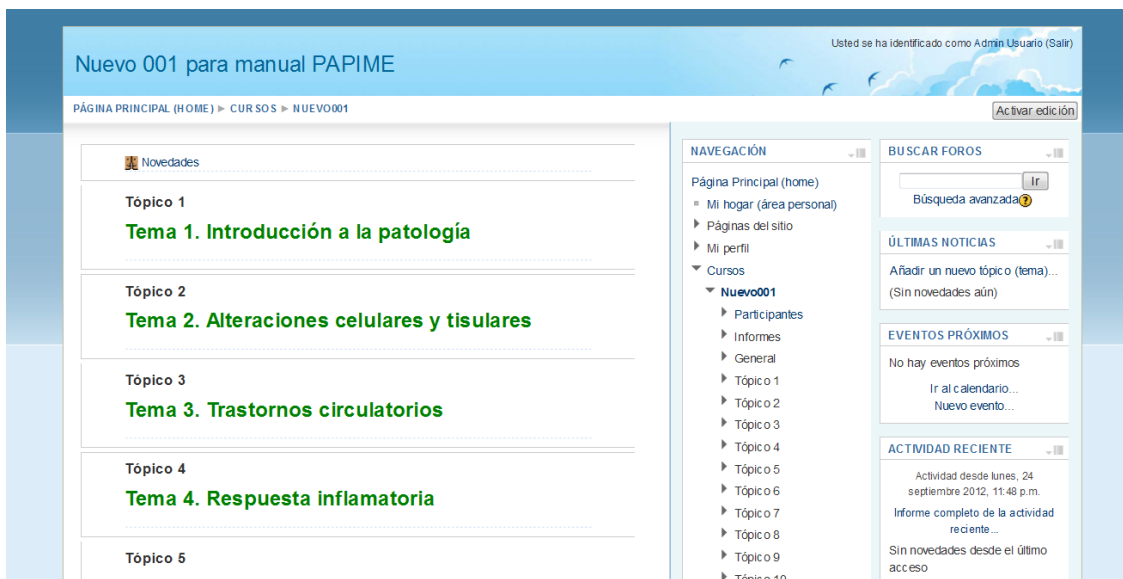 Usted se ha identificado como Admin Usuario (Salir)
Nuevo 001 para manual PAPIME
PÁGINA PRINCIPAL (HOME) ► CURSOS ► NUEVO001
Activar edición
Novedades
Tópico 1
Tema 1. Introducción a la patología
Tópico 2
Tema 2. Alteraciones celulares y tisulares
Tópico 3
Tema 3. Trastornos circulatorios
Tópico 4
Tema 4. Respuesta inflamatoria
Tópico 5
NAVEGACIÓN
Página Principal (home)
Mi hogar (área personal)
Páginas del sitio
Mi perfil
Cursos
Nuevo001
Participantes
Informes
General
Tópico 1
Tópico 2
Tópico 3
Tópico 4
Tópico 5
Tópico 6
Tópico 7
Tópico 8
Tópico 9
Tópico 10
BUSCAR FOROS
Ir
Búsqueda avanzada
ÚLTIMAS NOTICIAS
Añadir un nuevo tópico (tema)...
(Sin novedades aún)
EVENTOS PRÓXIMOS
No hay eventos próximos
Ir al calendario...
Nuevo evento...
ACTIVIDAD RECIENTE
Actividad desde lunes, 24
septiembre 2012, 11:48 p.m.
Informe completo de la actividad
reciente...
Sin novedades desde el último
acceso